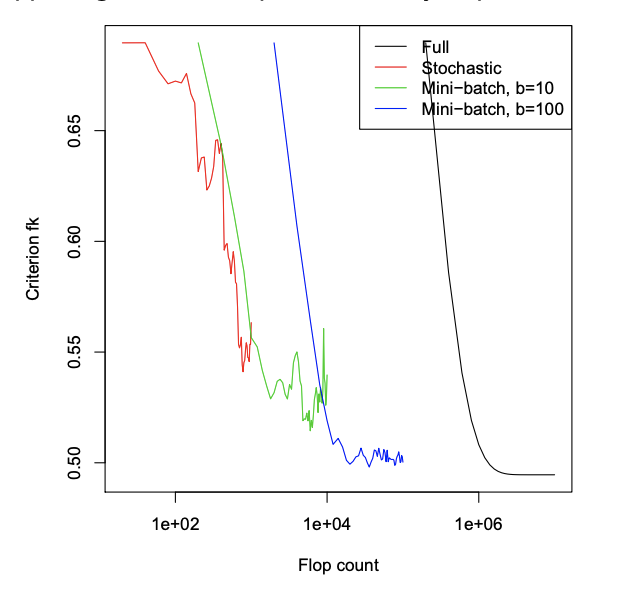 Full
Stochastic
Mini−batch, b=10
Mini−batch, b=100
0.65
0.60
0.55
0.50
Criterion fk
1e+02 1e+04 1e+06
Flop count